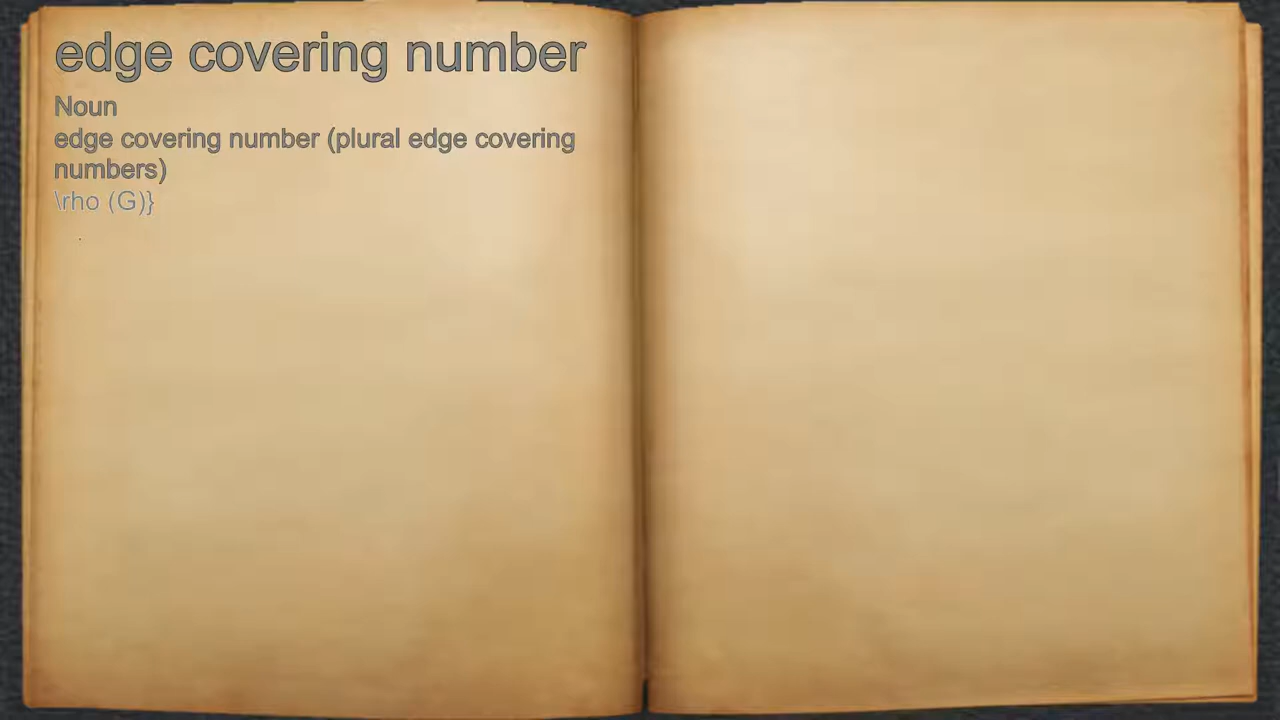 edge covering number
Noun
edge covering number (plural edge covering
numbers)
\rho (G)}
.